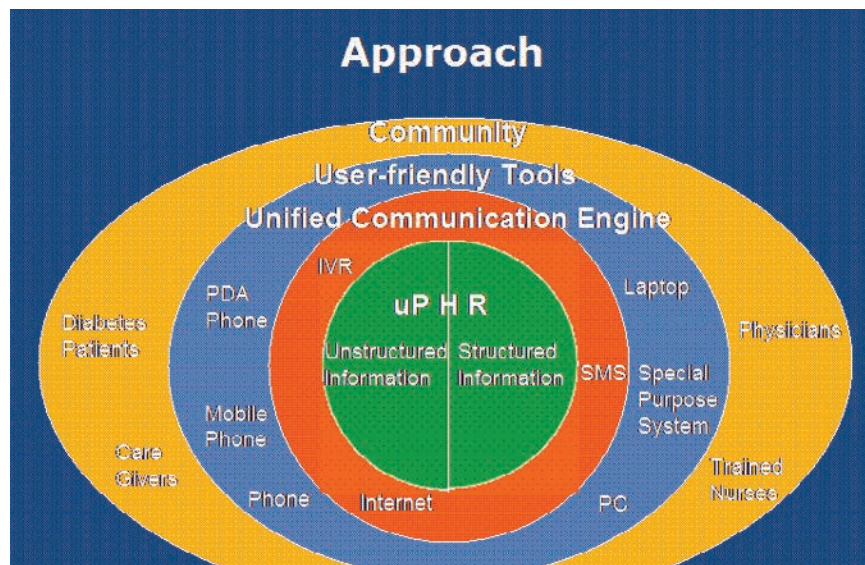 Approach
Community
User-friendly Tools
Unified Communication Engine
IVR
PDA
Phone
Laptop
uP H R
Diabetes
Patients
Physicians
Unstructured
Information
Structured
Information
SMS
Special
Purpose
System
Mobile
Phone
Care
Givers
Trained
Nurses
Phone
Internet
PC